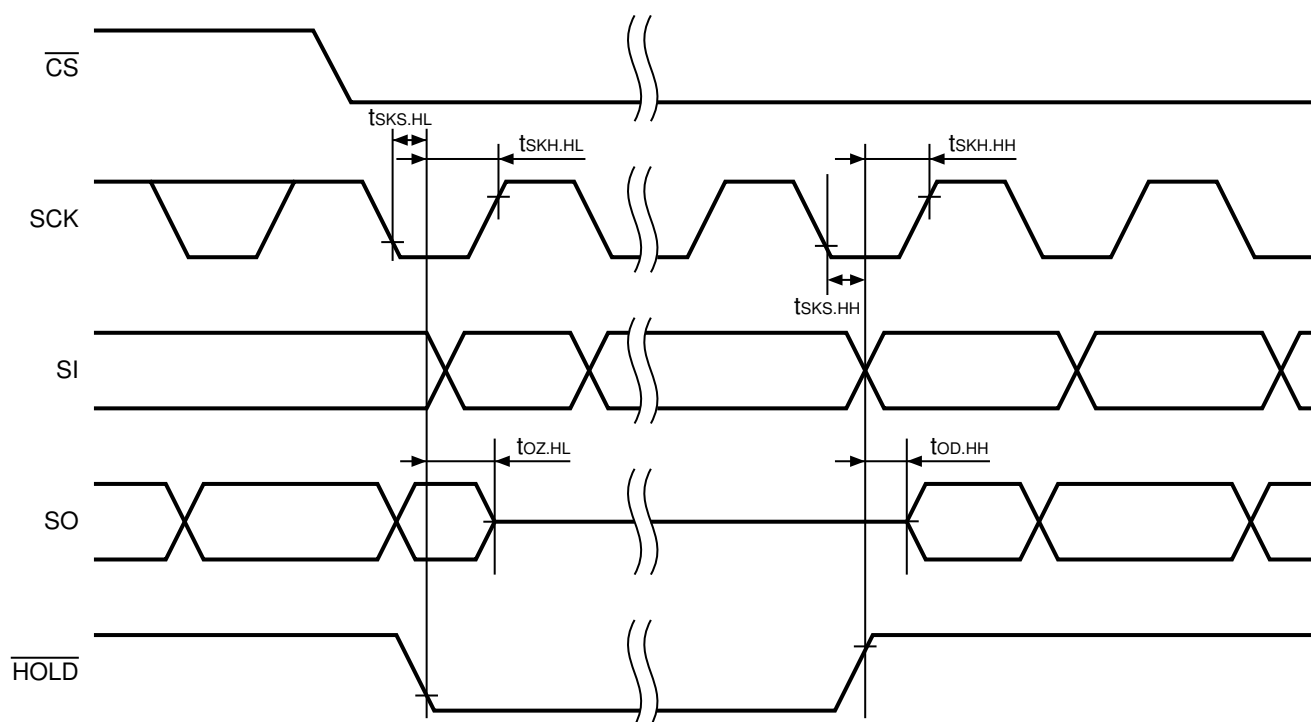 CS
tSKS.HL
tSKH.HL
tSKH.HH
SCK
tSKS.HH
SI
tOZ.HL
tOD.HH
SO
HOLD